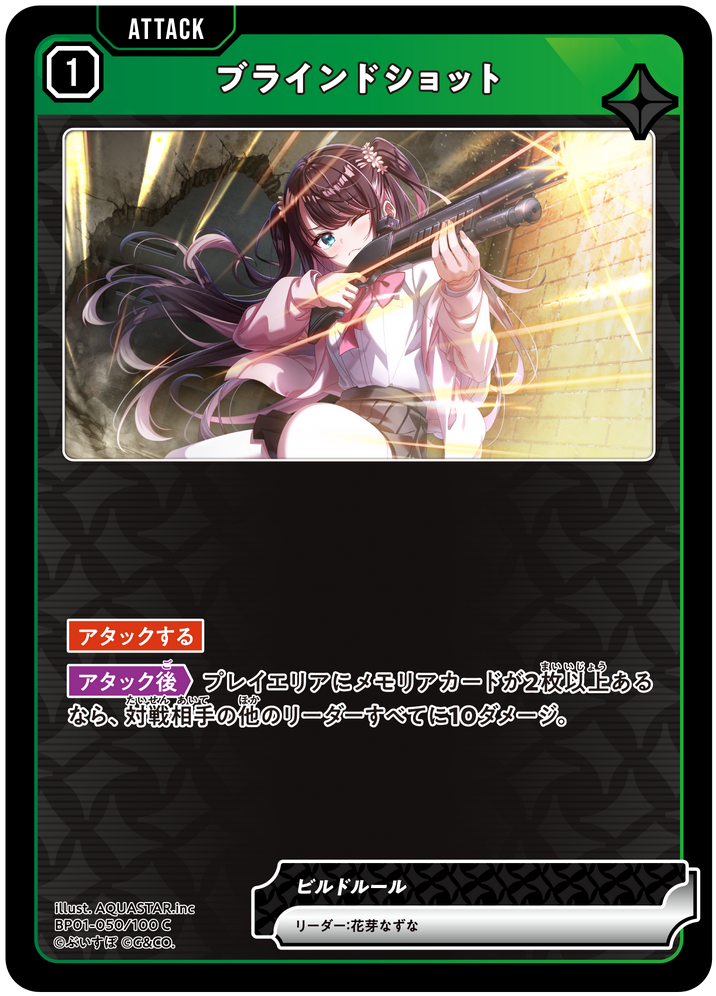 ATTACK
1
ブラインドショット
アタックする
アタック後 プレイエリアにメモリアカードが2枚以上ある
なら、対戦相手の他のリーダーすべてに10ダメージ。
ビルドルール
リーダー:花芽なずな
illust. AQUASTAR.inc
BP01-050/100 C
©ぶいすぽ ©G&CO.